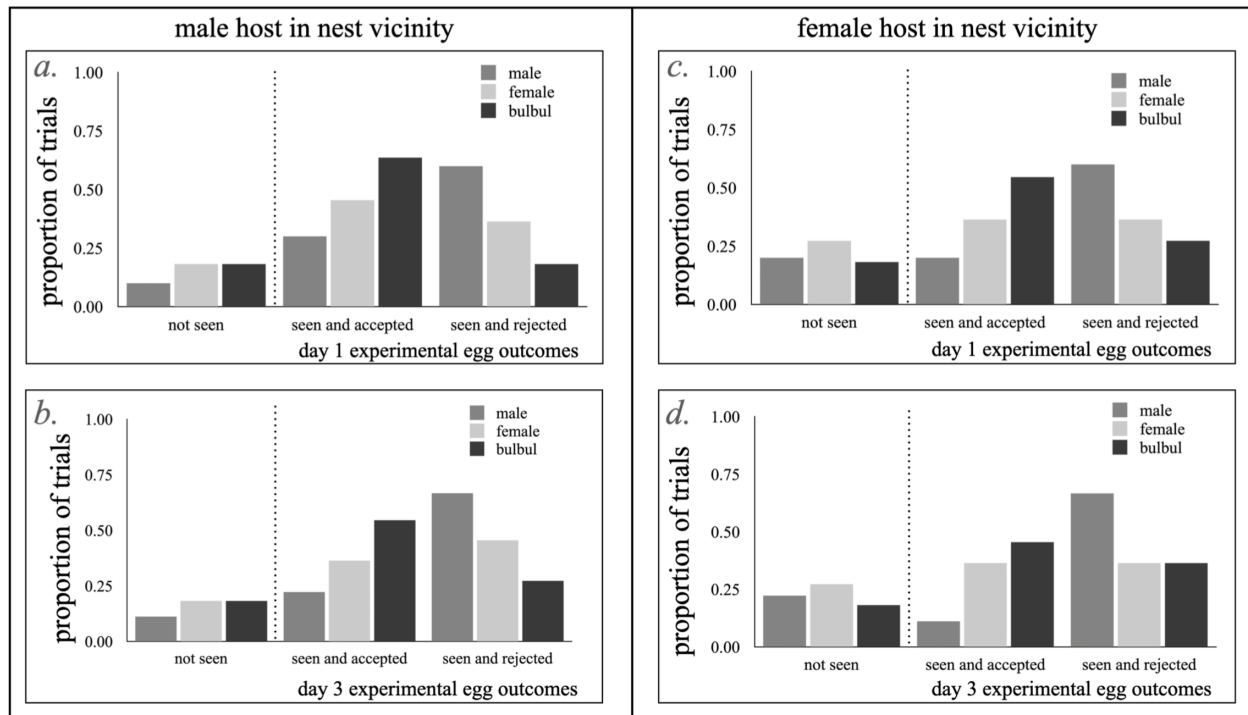 male host in nest vicinity
a.
proportion of trials
1.00
0.75
0.50
0.25
0.00
male
female
bulbul
not seen
seen and accepted
seen and rejected
day 1 experimental egg outcomes
b.
proportion of trials
1.00
0.75
0.50
0.25
0.00
male
female
bulbul
not seen
seen and accepted
seen and rejected
day 3 experimental egg outcomes
female host in nest vicinity
c.
proportion of trials
1.00
0.75
0.50
0.25
0.00
male
female
bulbul
not seen
seen and accepted
seen and rejected
day 1 experimental egg outcomes
d.
proportion of trials
1.00
0.75
0.50
0.25
0.00
male
female
bulbul
not seen
seen and accepted
seen and rejected
day 3 experimental egg outcomes